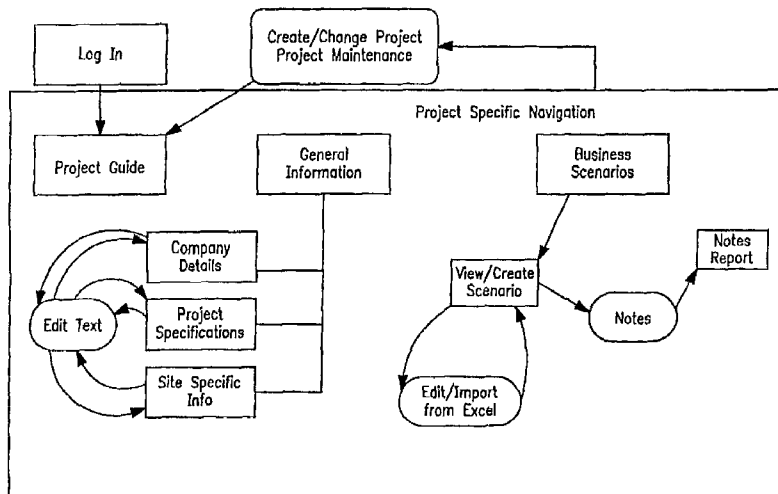 Log In
Create/Change Project
Project Maintenance
Project Specific Navigation
Project Guide
General
Information
Business
Scenarios
Company
Details
Project
Specifications
Edit Text
Site Specific
Info
View/Create
Scenario
Notes
Report
Notes
Edit/Import
from Excel